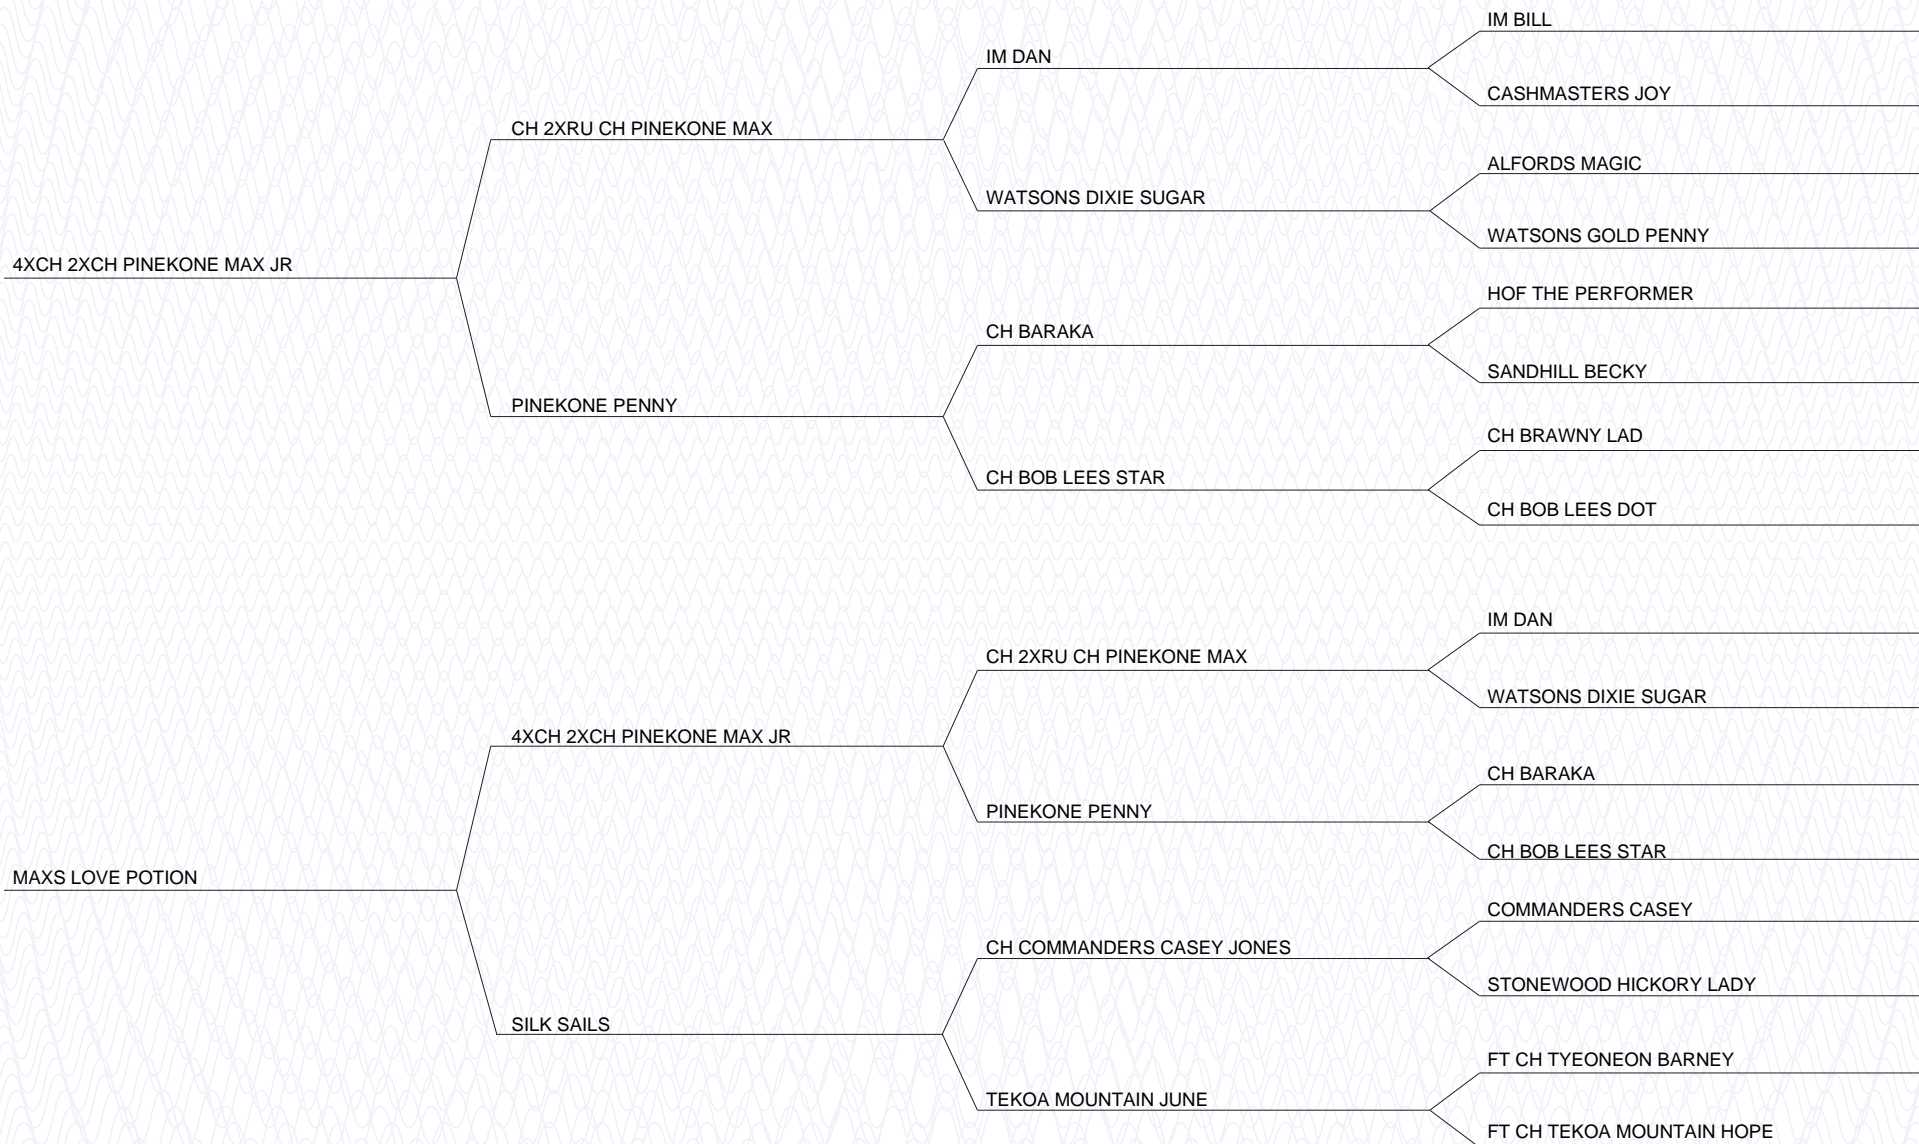 IM BILL
IM DAN
CASHMASTERS JOY
CH 2XRU CH PINEKONE MAX
ALFORDS MAGIC
WATSONS DIXIE SUGAR
WATSONS GOLD PENNY
4XCH 2XCH PINEKONE MAX JR
HOF THE PERFORMER
CH BARAKA
SANDHILL BECKY
PINEKONE PENNY
CH BRAWNY LAD
CH BOB LEES STAR
CH BOB LEES DOT
IM DAN
CH 2XRU CH PINEKONE MAX
WATSONS DIXIE SUGAR
4XCH 2XCH PINEKONE MAX JR
CH BARAKA
PINEKONE PENNY
CH BOB LEES STAR
MAXS LOVE POTION
COMMANDERS CASEY
CH COMMANDERS CASEY JONES
STONEWOOD HICKORY LADY
SILK SAILS
FT CH TYEONEON BARNEY
TEKOA MOUNTAIN JUNE
FT CH TEKOA MOUNTAIN HOPE